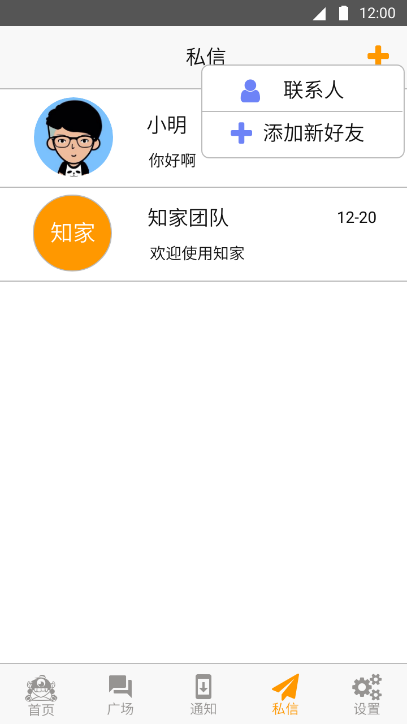 12:00
私信
联系人
添加新好友
小明
你好啊
知家
知家团队
12-20
欢迎使用知家
首页
广场
通知
私信
设置